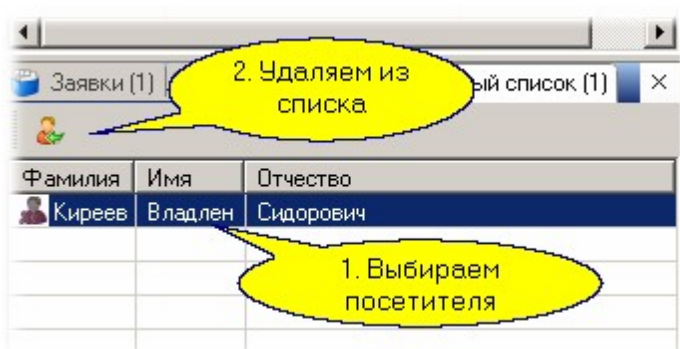 Заявки (1)
2. Удаляем из
списка
ый список (1)
Фамилия Имя Отчество
Киреев Владлен Сидорович
1. Выбираем
посетителя